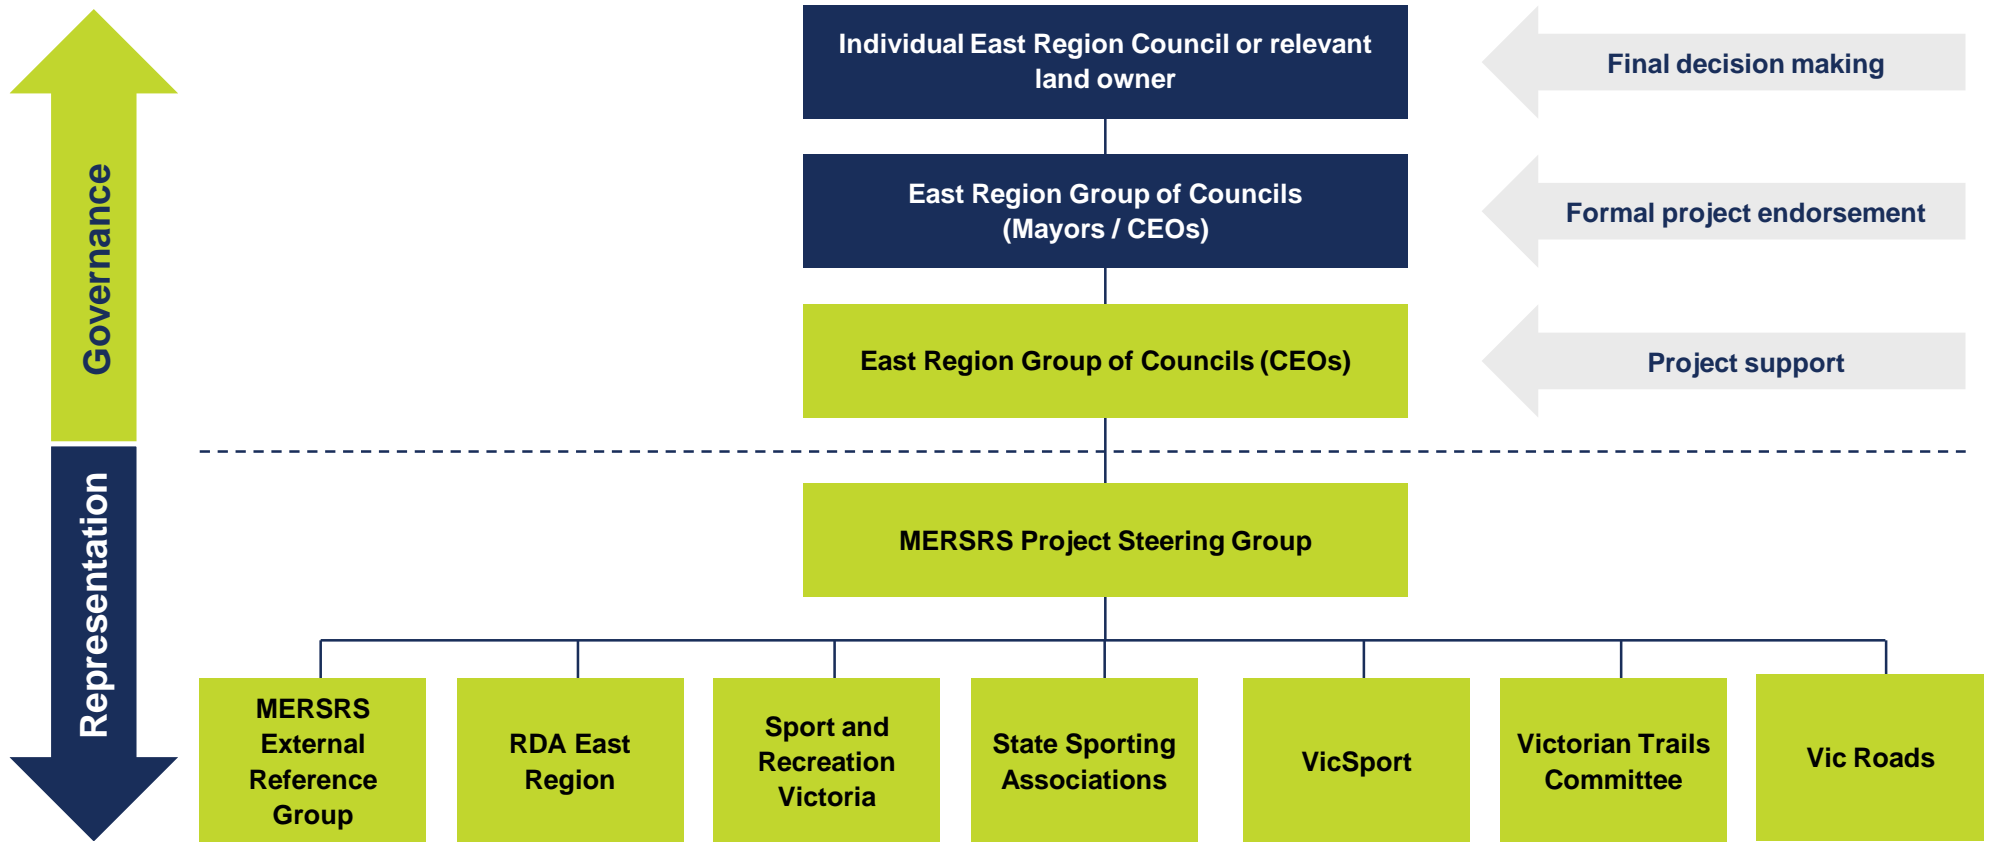 Individual East Region Council or relevant
land owner
Final decision making
East Region Group of Councils
(Mayors / CEOs)
Formal project endorsement
Governance
East Region Group of Councils (CEOs)
Project support
Representation
MERSRS Project Steering Group
MERSRS
External
Reference
Group
RDA East
Region
Sport and
Recreation
Victoria
State Sporting
Associations
VicSport
Victorian Trails
Committee
Vic Roads